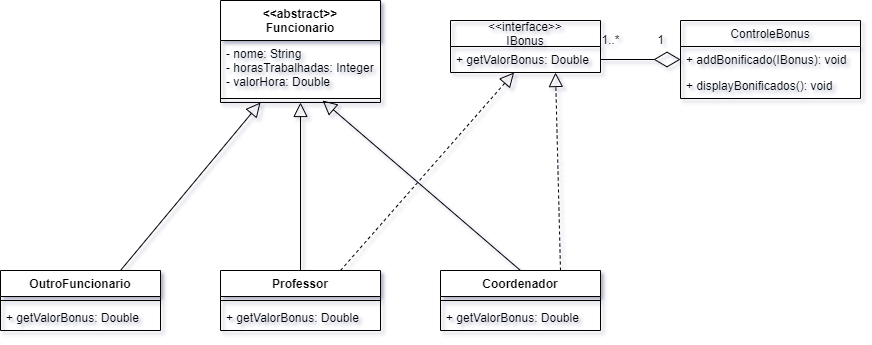 <<abstract>>
Funcionario
- nome: String
- horasTrabalhadas: Integer
- valorHora: Double
<<interface>>
IBonus
+ getValorBonus: Double
1..*
1
ControleBonus
+ addBonificado(IBonus): void
+ displayBonificados(): void
OutroFuncionario
+ getValorBonus: Double
Professor
+ getValorBonus: Double
Coordenador
+ getValorBonus: Double